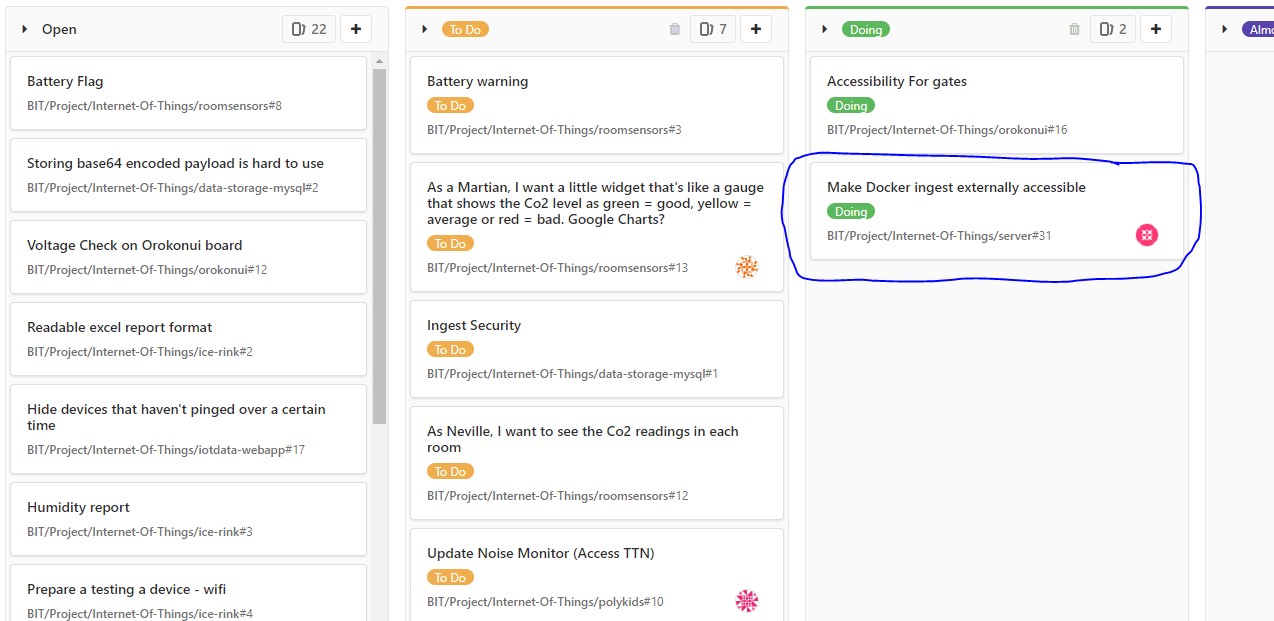 Open
22
Battery Flag
BIT/Project/Internet-Of-Things/roomsensors#8
Storing base64 encoded payload is hard to use
BIT/Project/Internet-Of-Things/data-storage-mysql#2
Voltage Check on Orokonui board
BIT/Project/Internet-Of-Things/orokonui#12
Readable excel report format
BIT/Project/Internet-Of-Things/ice-rink#2
Hide devices that haven't pinged over a certain
time
BIT/Project/Internet-Of-Things/iotdata-webapp#17
Humidity report
BIT/Project/Internet-Of-Things/ice-rink#3
Prepare a testing a device - wifi
BIT/Project/Internet-Of-Things/ice-rink#4
To Do
7
Battery warning
To Do
BIT/Project/Internet-Of-Things/roomsensors#3
As a Martian, I want a little widget that's like a gauge
that shows the Co2 level as green = good, yellow =
average or red = bad. Google Charts?
To Do
BIT/Project/Internet-Of-Things/roomsensors#13
Ingest Security
To Do
BIT/Project/Internet-Of-Things/data-storage-mysql#1
As Neville, I want to see the Co2 readings in each
room
To Do
BIT/Project/Internet-Of-Things/roomsensors#12
Update Noise Monitor (Access TTN)
To Do
BIT/Project/Internet-Of-Things/polykids#10
Doing
2
Accessibility For gates
Doing
BIT/Project/Internet-Of-Things/orokonui#16
Make Docker ingest externally accessible
Doing
BIT/Project/Internet-Of-Things/server#31